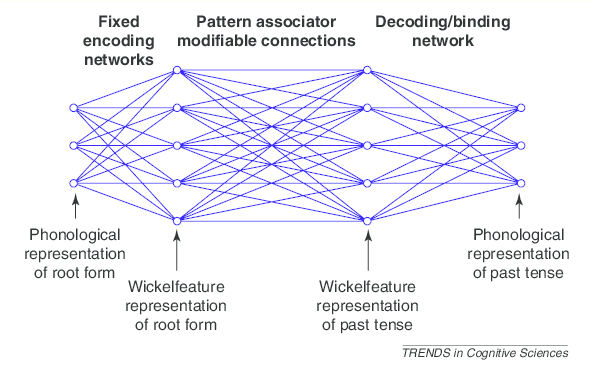 Fixed
encoding
networks
Pattern associator
modifiable connections
Decoding/binding
network
Phonological
representation
of root form
Wickelfeature
representation
of root form
Wickelfeature
representation
of past tense
Phonological
representation
of past tense
TRENDS in Cognitive Sciences